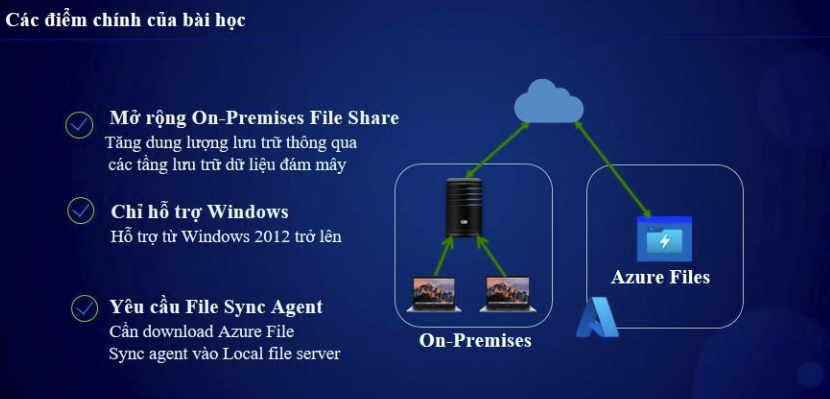 Các điểm chính của bài học
Mở rộng On-Premises File Share
Tăng dung lượng lưu trữ thông qua
các tầng lưu trữ dữ liệu đám mây
Chỉ hỗ trợ Windows
Hỗ trợ từ Windows 2012 trở lên
Yêu cầu File Sync Agent
Cần download Azure File
Sync agent vào Local file server
On-Premises
Azure Files